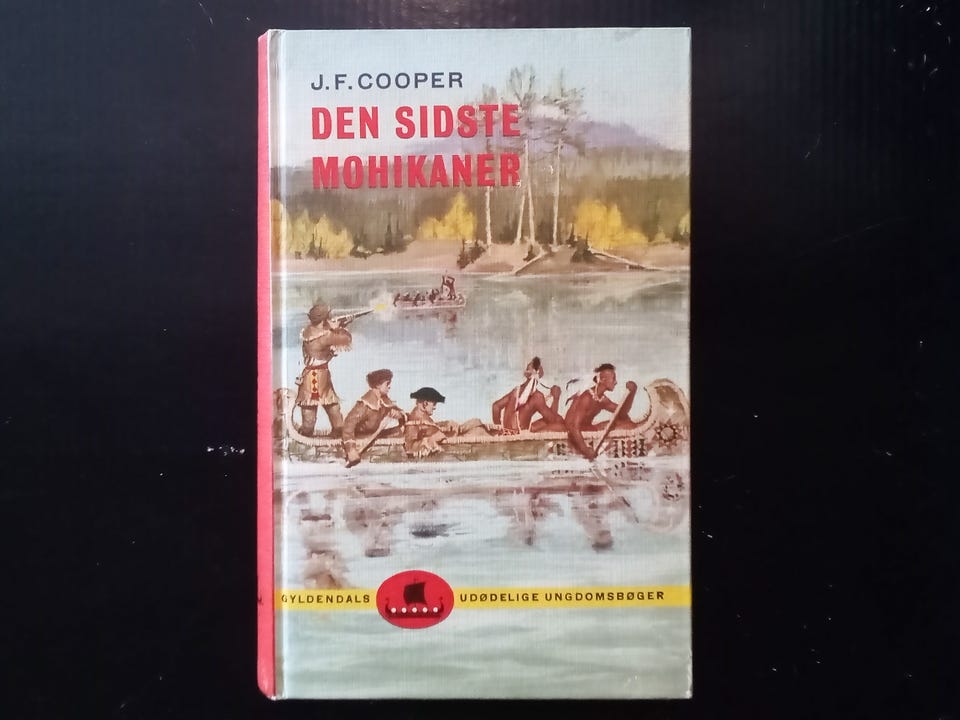 J.F. COOPER
DEN SIDSTE
MOHIKANER
GYLDENDALS UDØDELIGE UNGDOMSBØGER